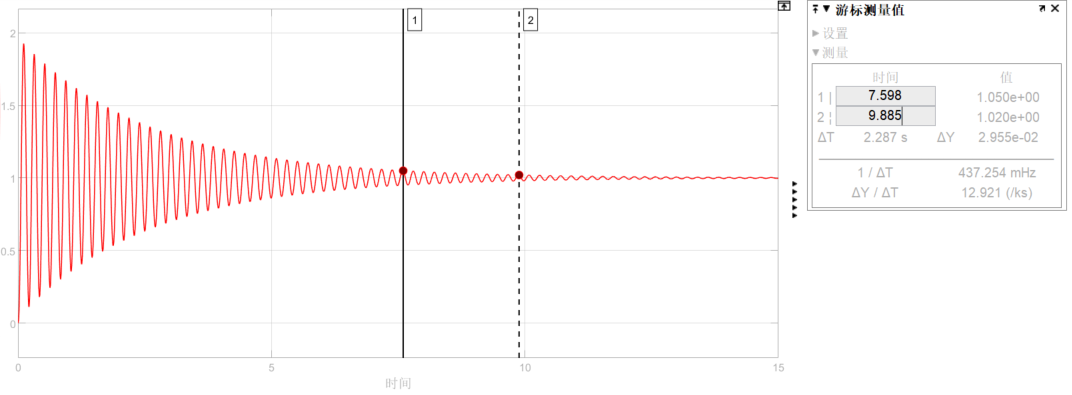 1
2
2
1.5
1
0.5
0
0
5
10
15
时间
游标测量值
设置
测量
时间 值
1 | 7.598 1.050e+00
2 ¦ 9.885 1.020e+00
ΔT 2.287 s ΔY 2.955e-02
1 / ΔT 437.254 mHz
ΔY / ΔT 12.921 (/ks)